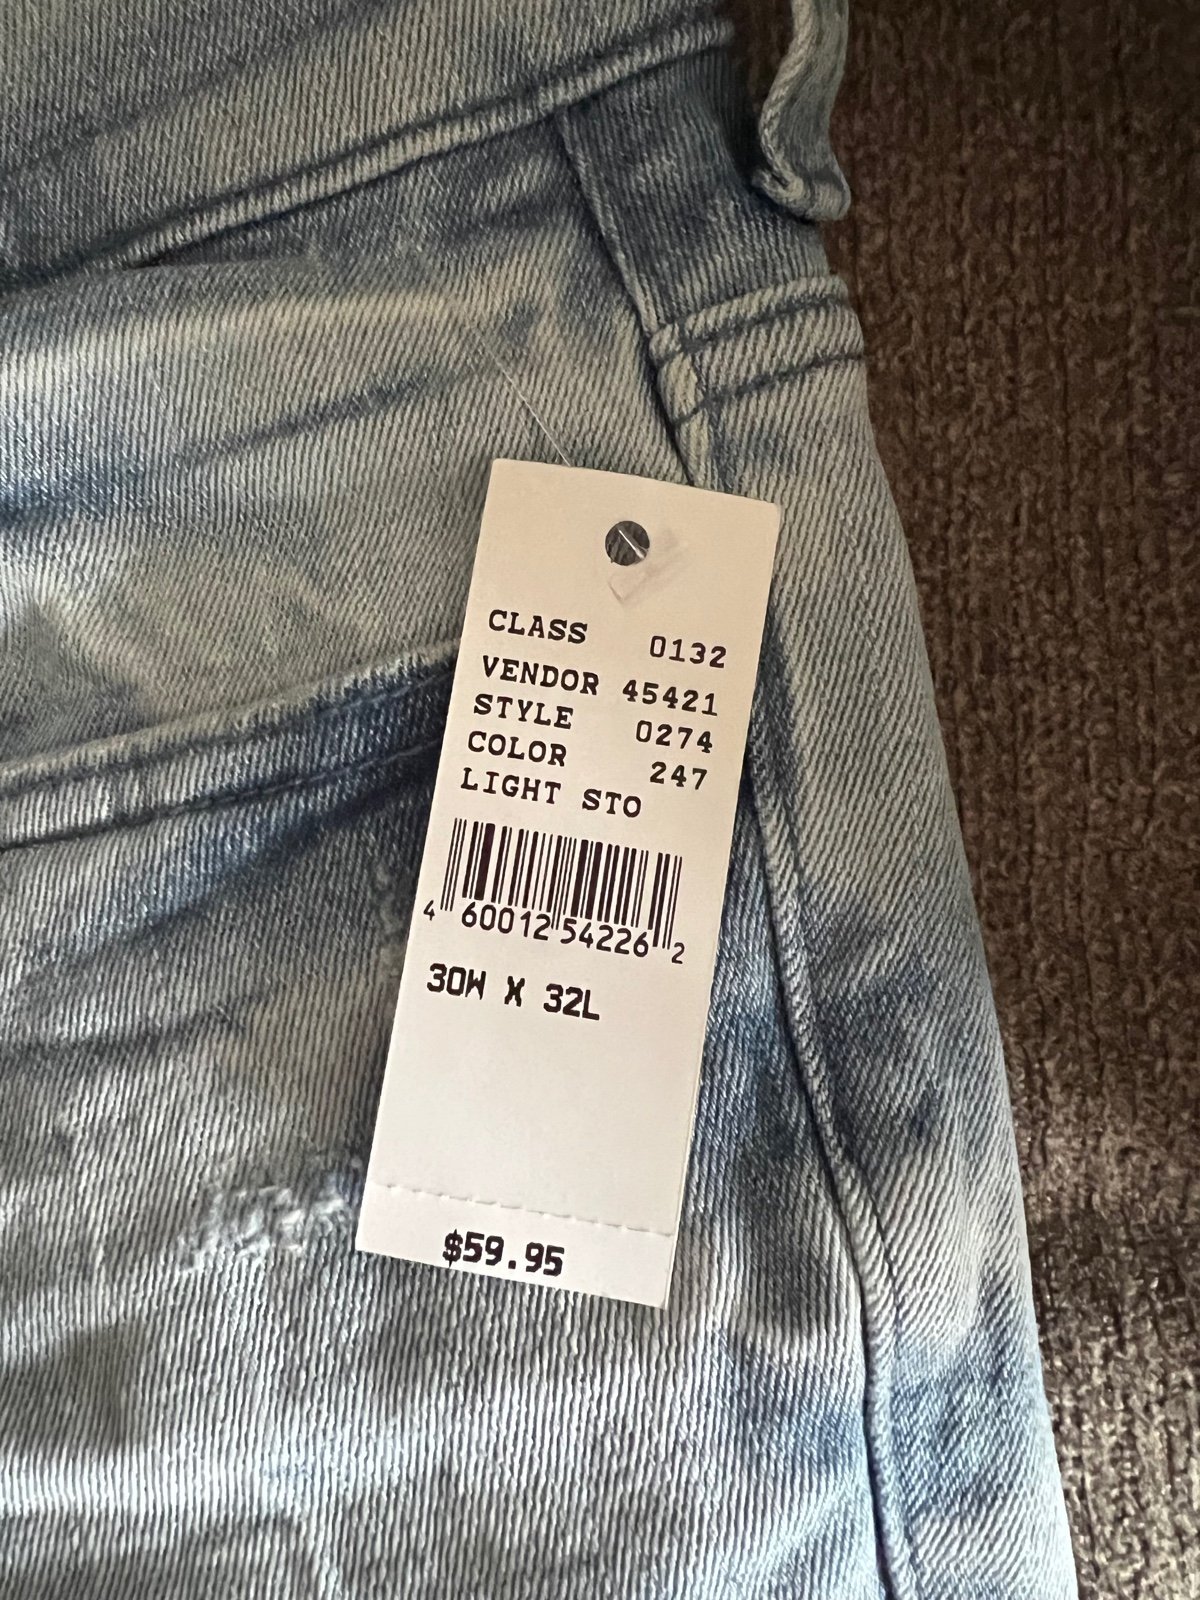 CLASS 0132
VENDOR 45421
STYLE 0274
COLOR 247
LIGHT STO
4 60012 54226 2
30W X 32L
$59.95